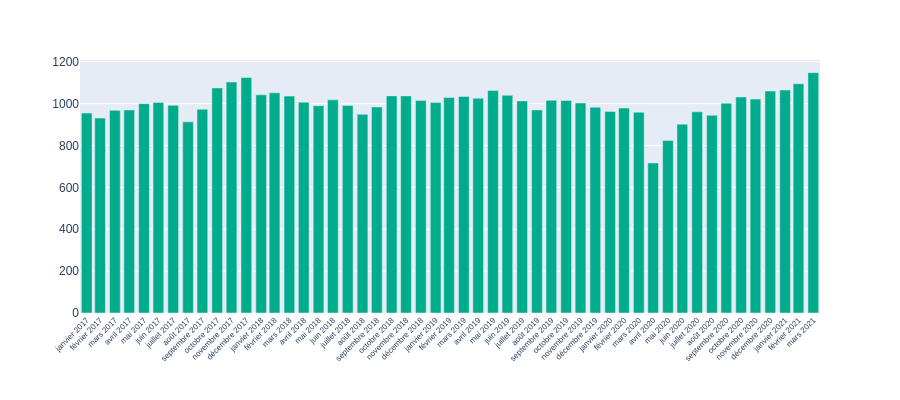 1200
1000
800
600
400
200
0
janvier 2017
février 2017
mars 2017
avril 2017
mai 2017
juin 2017
juillet 2017
août 2017
septembre 2017
octobre 2017
novembre 2017
décembre 2017
janvier 2018
février 2018
mars 2018
avril 2018
mai 2018
juin 2018
juillet 2018
août 2018
septembre 2018
octobre 2018
novembre 2018
décembre 2018
janvier 2019
février 2019
mars 2019
avril 2019
mai 2019
juin 2019
juillet 2019
août 2019
septembre 2019
octobre 2019
novembre 2019
décembre 2019
janvier 2020
février 2020
mars 2020
avril 2020
mai 2020
juin 2020
juillet 2020
août 2020
septembre 2020
octobre 2020
novembre 2020
décembre 2020
janvier 2021
février 2021
mars 2021